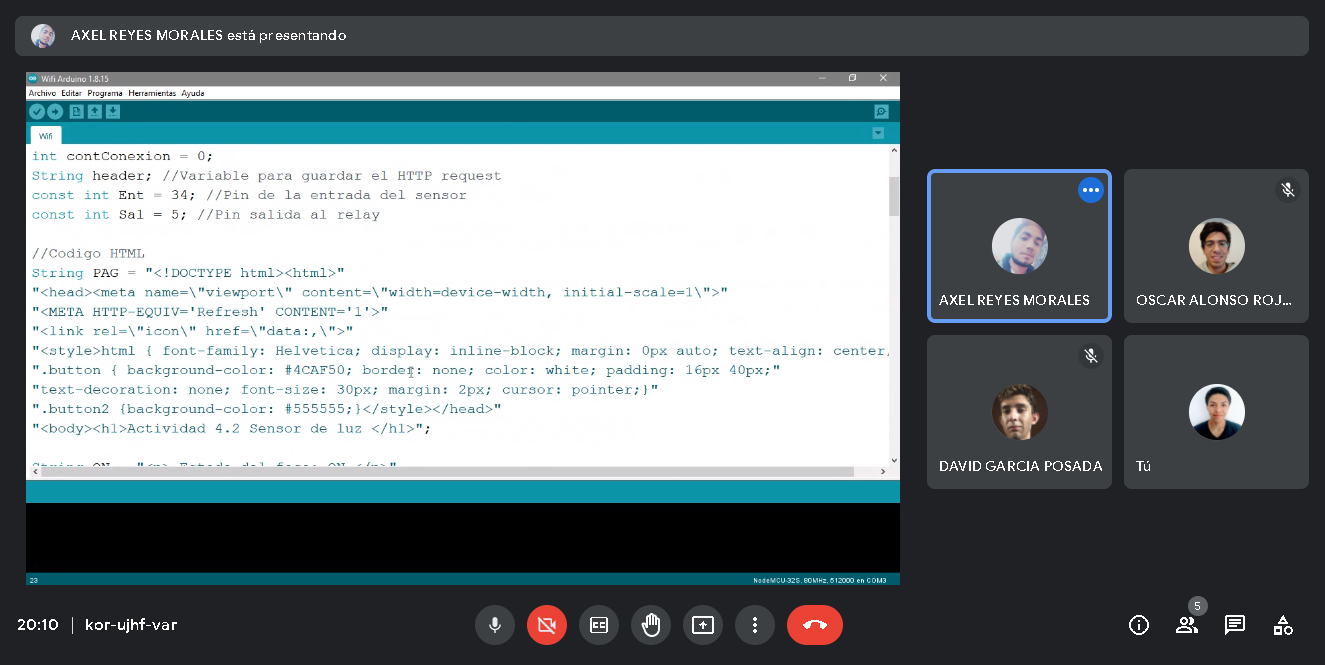 AXEL REYES MORALES está presentando
Wifi Arduino 1.8.15
Archivo Editar Programa Herramientas Ayuda
Wifi
int contConexion = 0;
String header; //Variable para guardar el HTTP request
const int Ent = 34; //Pin de la entrada del sensor
const int Sal = 5; //Pin salida al relay
//Codigo HTML
String PAG = "<!DOCTYPE html><html>"
"<head><meta name=\"viewport\" content=\"width=device-width, initial-scale=1\">"
"<META HTTP-EQUIV='Refresh' CONTENT='1'>"
"<link rel=\"icon\" href=\"data:,\">"
"<style>html { font-family: Helvetica; display: inline-block; margin: 0px auto; text-align: center,
".button { background-color: #4CAF50; border: none; color: white; padding: 16px 40px;"
"text-decoration: none; font-size: 30px; margin: 2px; cursor: pointer;}"
".button2 {background-color: #555555;}</style></head>"
"<body><h1>Actividad 4.2 Sensor de luz </h1>";
23
NodeMCU-32S, 80MHz, 512000 en COM3
AXEL REYES MORALES
OSCAR ALONSO ROJ...
DAVID GARCIA POSADA
Tú
20:10 | kor-ujhf-var
5